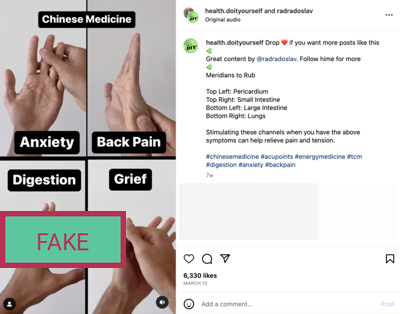 Chinese Medicine
Anxiety
Back Pain
Digestion
Grief
FAKE
health.doityourself and radradoslav
Original audio
health.doityourself Drop ❤️ if you want more posts like this
🌿
Great content by @radradoslav. Follow hime for more
🌿
Meridians to Rub
Top Left: Pericardium
Top Right: Small Intestine
Bottom Left: Large Intestine
Bottom Right: Lungs
Stimulating these channels when you have the above
symptoms can help relieve pain and tension.
#chinesemedicine #acupoints #energymedicine #tcm
#digestion #anxiety #backpain
7w
6,330 likes
MARCH 13
Add a comment...
Post